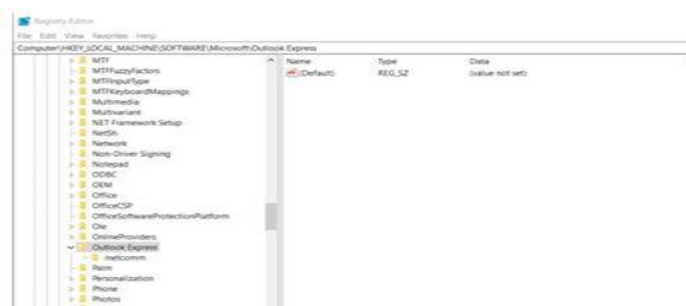 Registry Editor
File Edit View Favorites Help
Computer\HKEY_LOCAL_MACHINE\SOFTWARE\Microsoft\Outlook Express
MTF
MTFFuzzyFactors
MTFInputType
MTFKeyboardMappings
Multimedia
Multivariant
NET Framework Setup
NetSh
Network
Non-Driver Signing
Notepad
ODBC
OEM
Office
OfficeCSP
OfficeSoftwareProtectionPlatform
Ole
OnlineProviders
Outlook Express
inetcomm
Palm
Personalization
Phone
Photos
Name Type Data
(Default) REG_SZ (value not set)